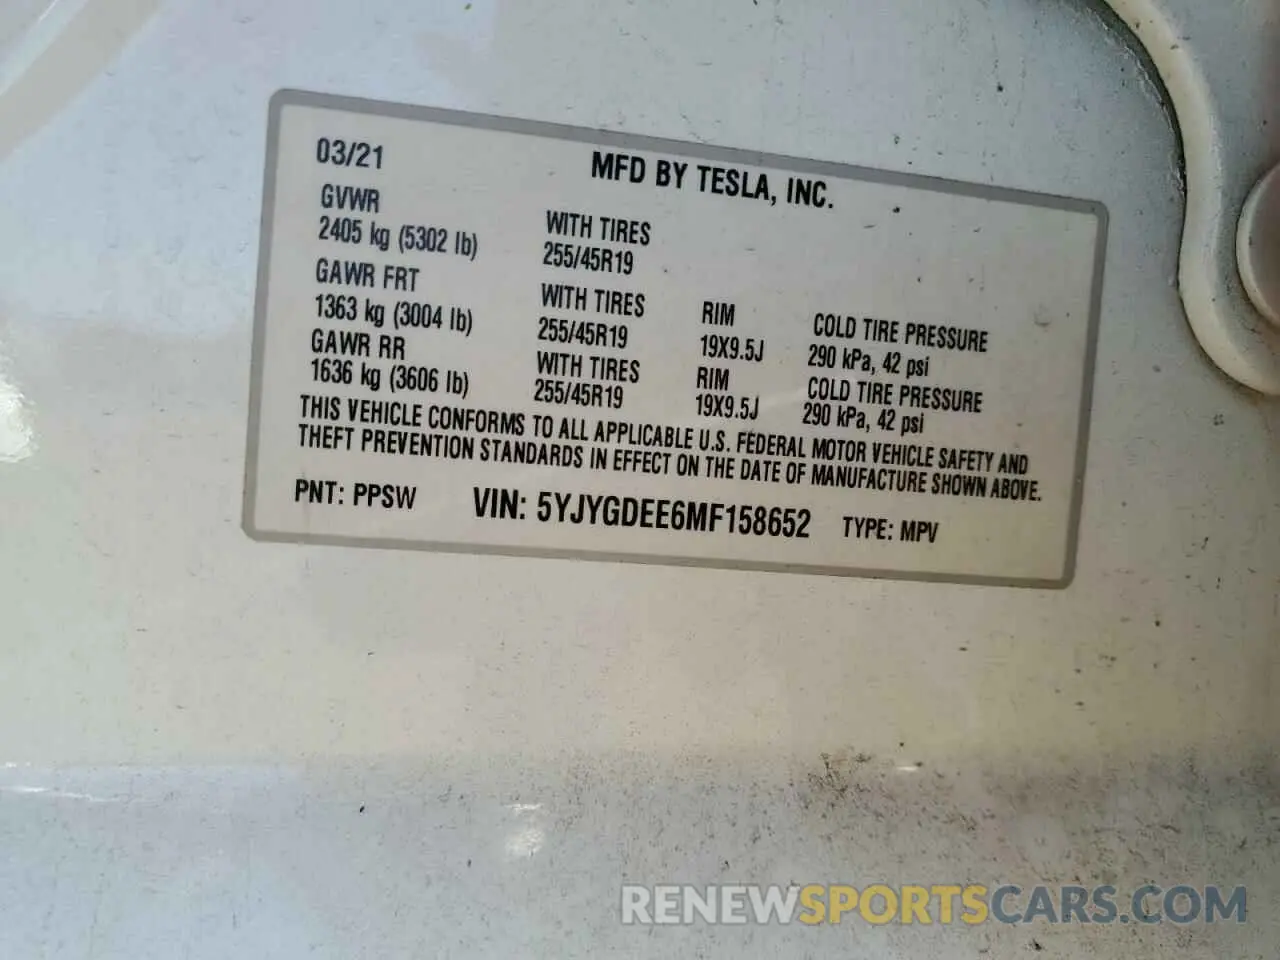 03/21 MFD BY TESLA, INC.
GVWR
2405 kg (5302 lb) WITH TIRES
255/45R19
GAWR FRT
1363 kg (3004 lb) WITH TIRES
255/45R19 RIM
19X9.5J COLD TIRE PRESSURE
290 kPa, 42 psi
GAWR RR
1636 kg (3606 lb) WITH TIRES
255/45R19 RIM
19X9.5J COLD TIRE PRESSURE
290 kPa, 42 psi
THIS VEHICLE CONFORMS TO ALL APPLICABLE U.S. FEDERAL MOTOR VEHICLE SAFETY AND
THEFT PREVENTION STANDARDS IN EFFECT ON THE DATE OF MANUFACTURE SHOWN ABOVE.
PNT: PPSW VIN: 5YJYGDEE6MF158652 TYPE: MPV
RENEWSPORTSCARS.COM